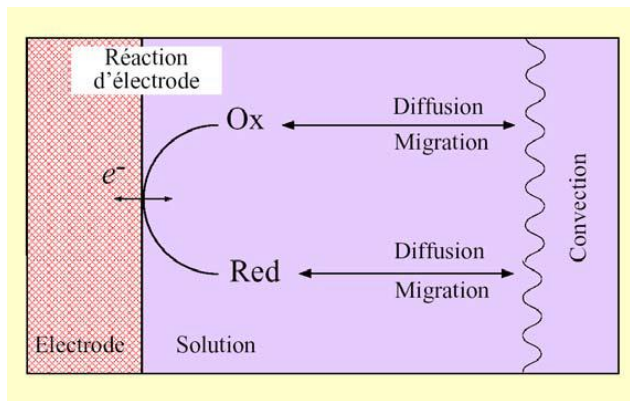 Réaction
d'électrode
Ox
Diffusion
Migration
e-
Convection
Red
Diffusion
Migration
Electrode
Solution